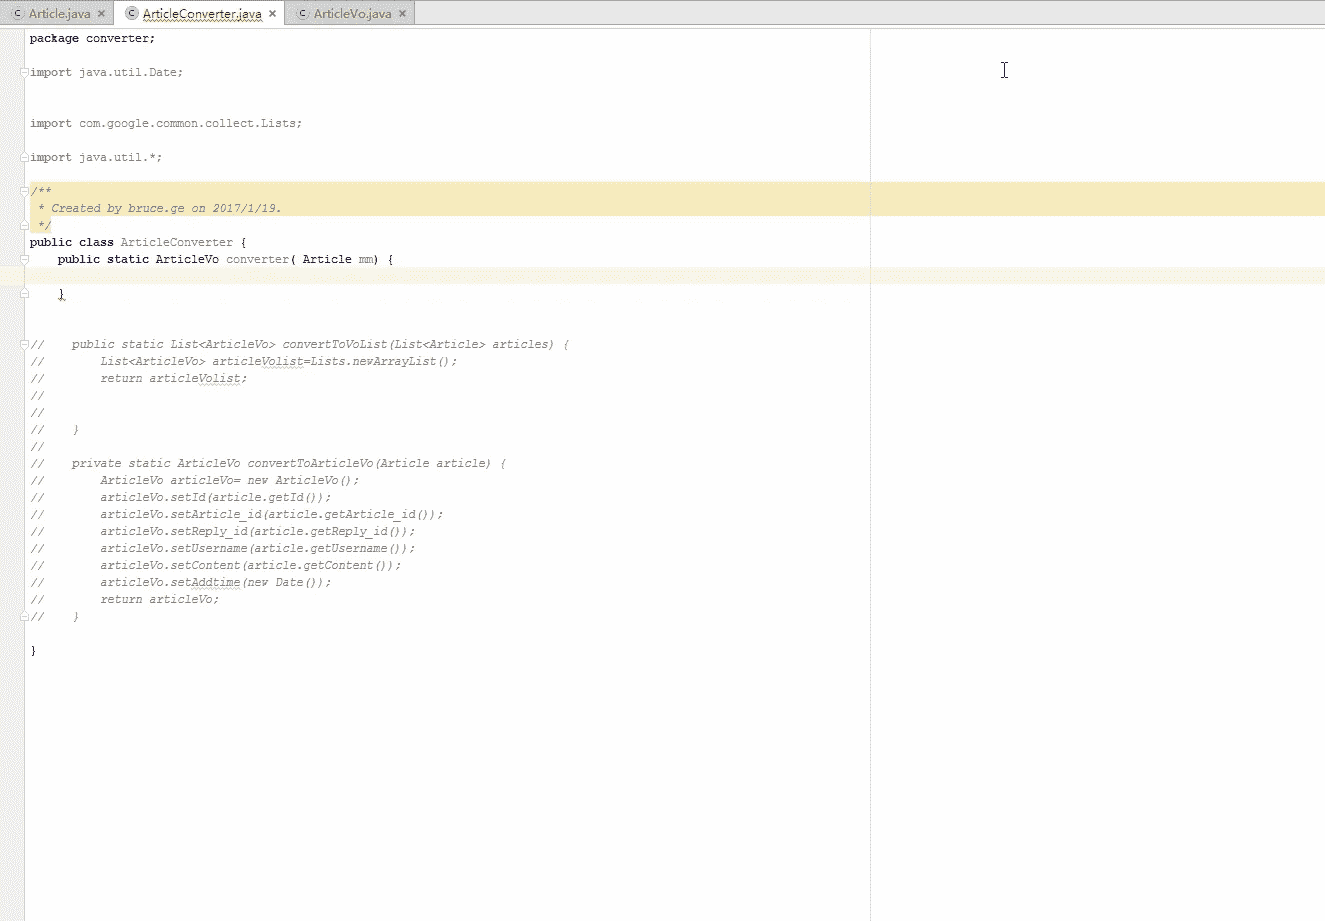 Article.java ArticleConverter.java ArticleVo.java
package converter;
import java.util.Date;
import com.google.common.collect.Lists;
import java.util.*;
/**
* Created by bruce.ge on 2017/1/19.
*/
public class ArticleConverter {
public static ArticleVo converter( Article mm) {
}
// public static List<ArticleVo> convertToVoList(List<Article> articles) {
// List<ArticleVo> articleVolist=Lists.newArrayList();
// return articleVolist;
//
//
// }
//
// private static ArticleVo convertToArticleVo(Article article) {
// ArticleVo articleVo= new ArticleVo();
// articleVo.setId(article.getId());
// articleVo.setArticle_id(article.getArticle_id());
// articleVo.setReply_id(article.getReply_id());
// articleVo.setUsername(article.getUsername());
// articleVo.setContent(article.getContent());
// articleVo.setAddtime(new Date());
// return articleVo;
// }
}